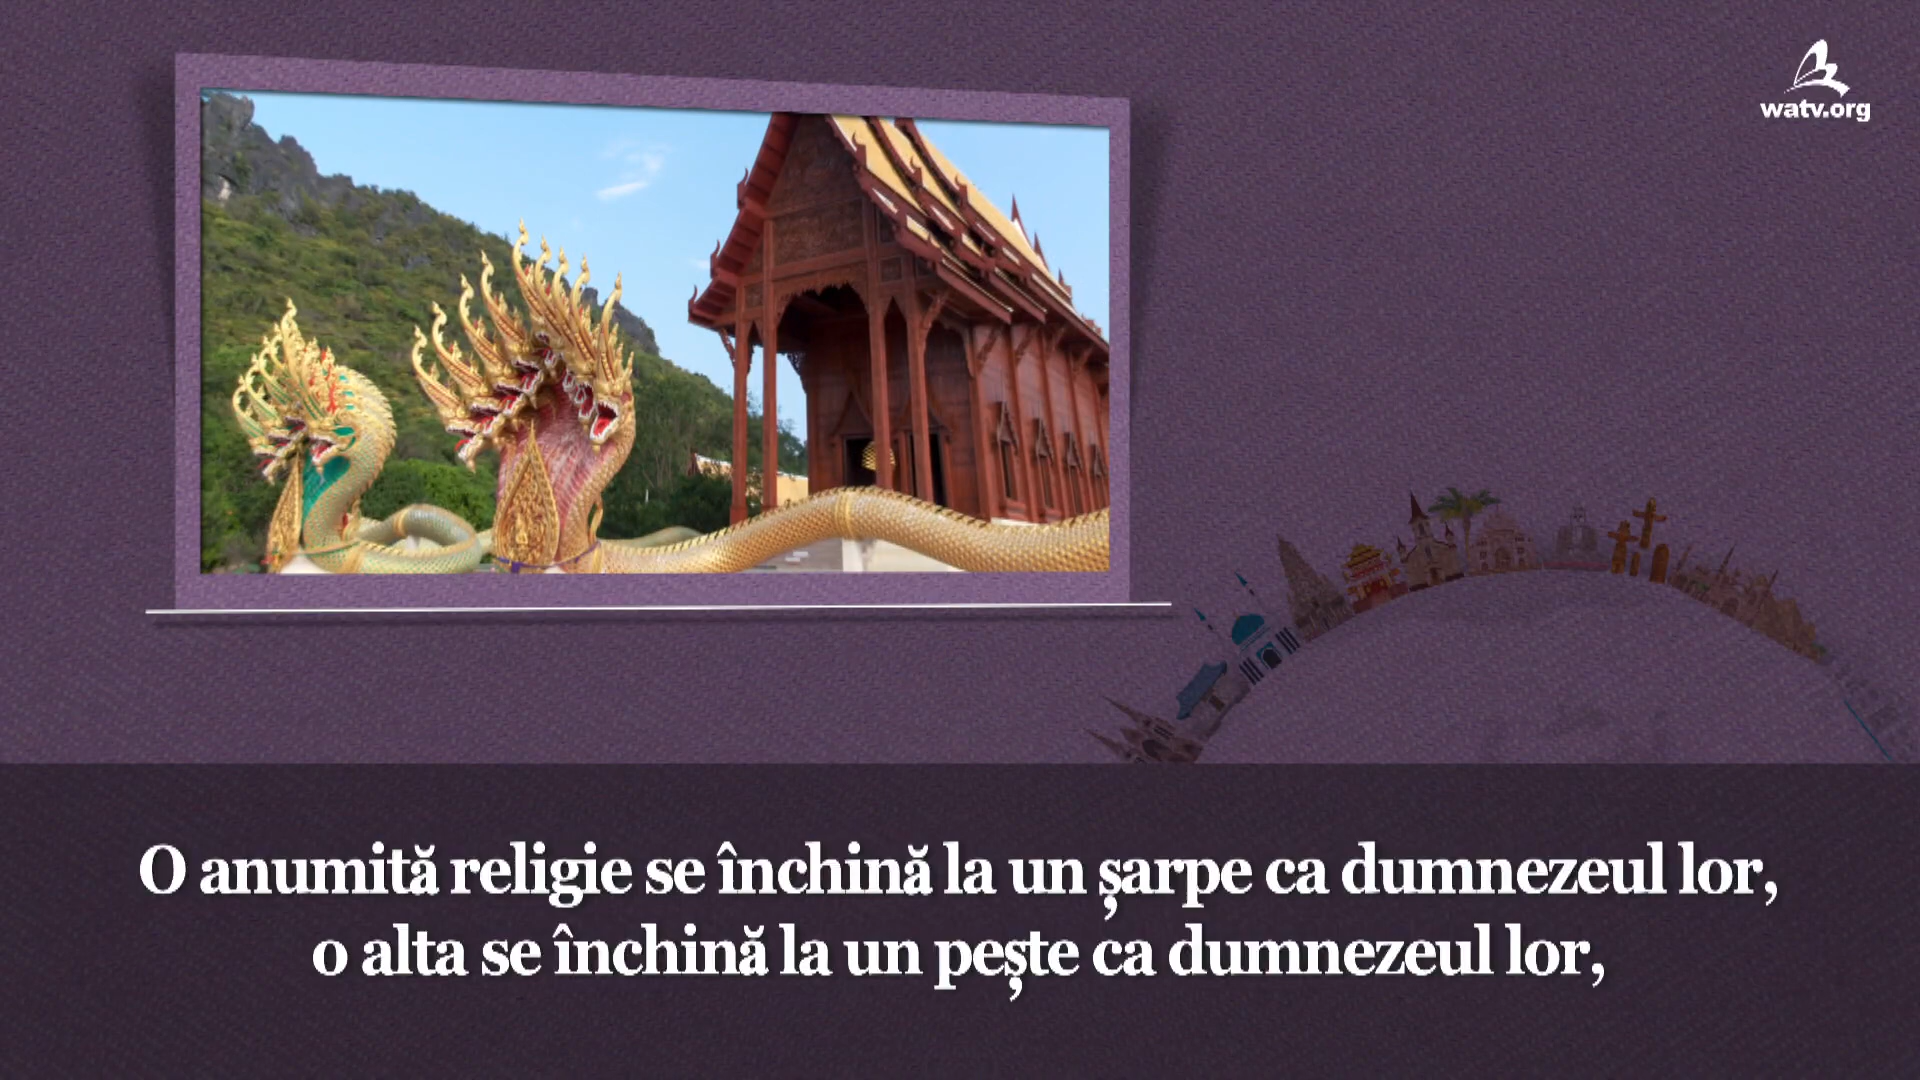 watv.org
O anumită religie se închină la un șarpe ca dumnezeul lor,
o alta se închină la un pește ca dumnezeul lor,